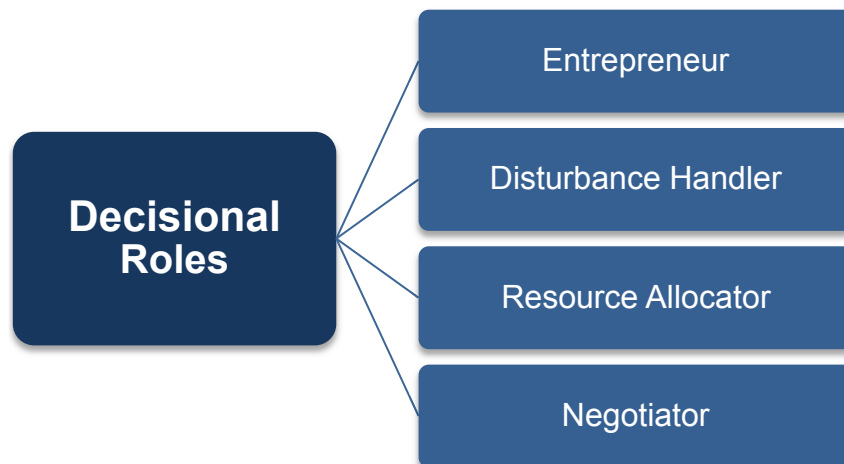 Decisional
Roles
Entrepreneur
Disturbance Handler
Resource Allocator
Negotiator